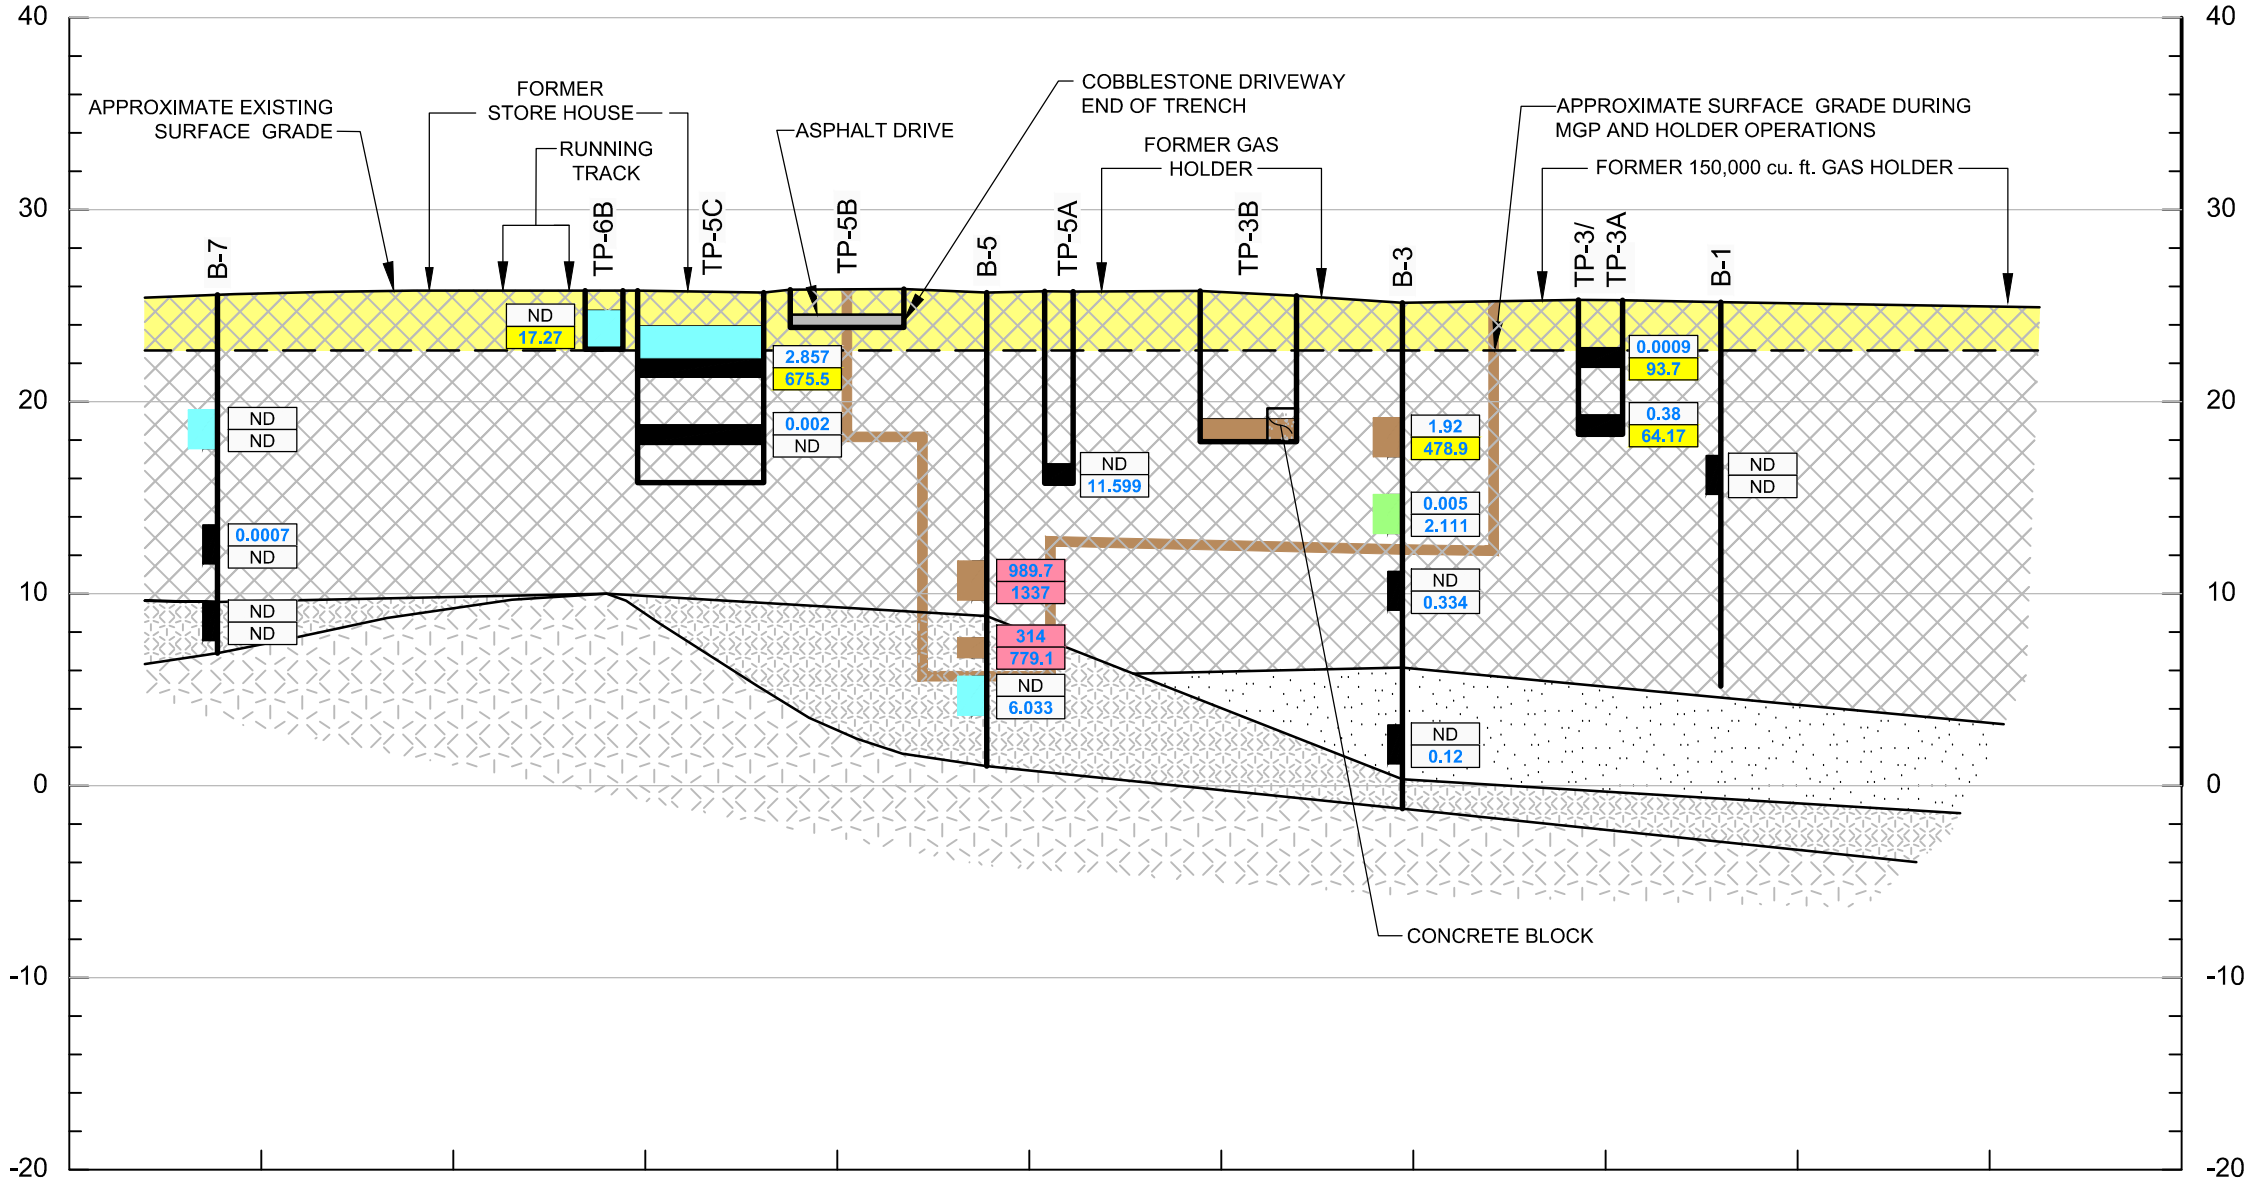 40
40
FORMER
STORE HOUSE
COBBLESTONE DRIVEWAY
END OF TRENCH
APPROXIMATE EXISTING
SURFACE GRADE
APPROXIMATE SURFACE GRADE DURING
MGP AND HOLDER OPERATIONS
ASPHALT DRIVE
RUNNING
TRACK
FORMER GAS
HOLDER
FORMER 150,000 cu. ft. GAS HOLDER
30
30
B-7
TP-6B
TP-5C
TP-5B
B-5
TP-5A
TP-3B
B-3
TP-3/
TP-3A
B-1
ND
17.27
2.857
675.5
0.0009
93.7
20
20
ND
ND
0.002
ND
1.92
478.9
0.38
64.17
ND
11.599
ND
ND
0.005
2.111
0.0007
ND
989.7
1337
ND
0.334
10
10
ND
ND
314
779.1
ND
6.033
ND
0.12
0
0
CONCRETE BLOCK
-10
-10
-20
-20